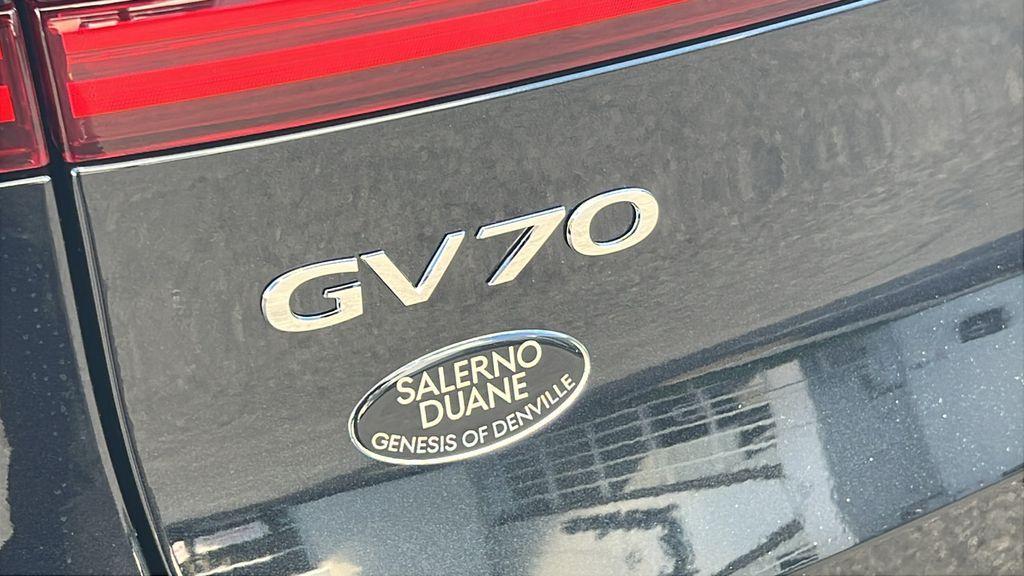 GV70
SALERNO
DUANE
GENESIS OF DENVILLE